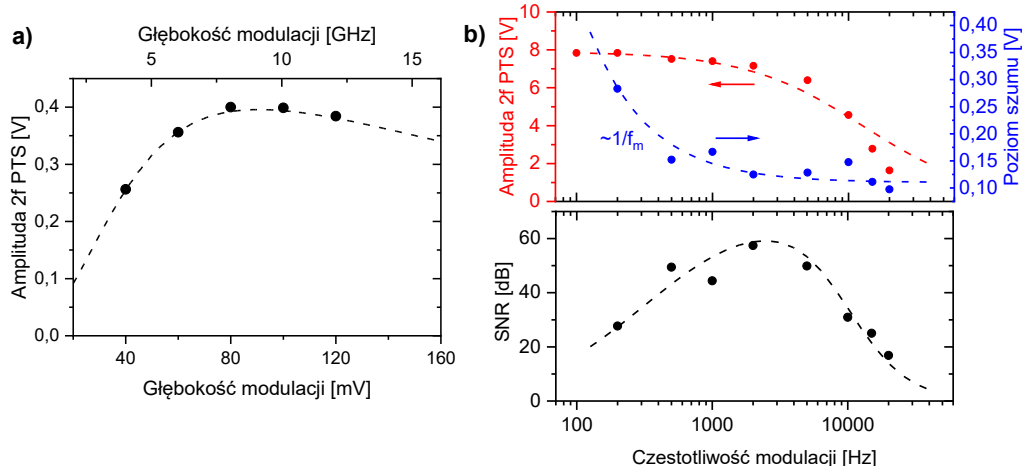 a)
Głębokość modulacji [GHz]
5 10 15
Amplituda 2f PTS [V]
0,4
0,3
0,2
0,1
0,0
40 80 120 160
Głębokość modulacji [mV]
b)
Amplituda 2f PTS [V]
10
8
6
4
2
0
~1/fm
0,40
0,35
0,30
0,25
0,20
0,15
0,10
Poziom szumu [V]
SNR [dB]
60
40
20
0
100 1000 10000
Czestotliwość modulacji [Hz]